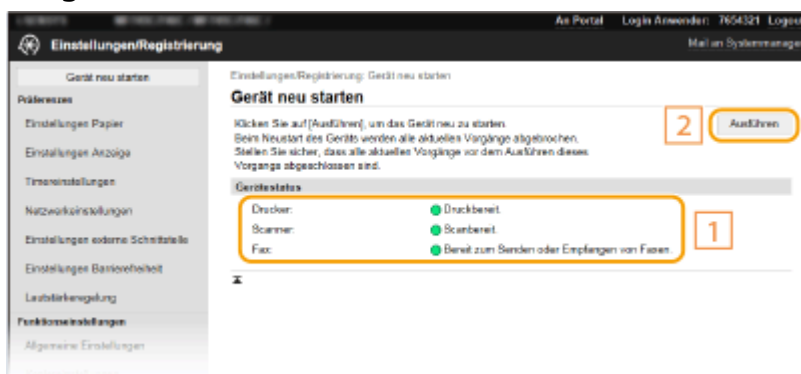 An Portal Login Anwender: 7654321 Logou
Einstellungen/Registrierung Mail an Systemmanage
Gerät neu starten
Präferenzen
Einstellungen Papier
Einstellungen Anzeige
Timereinstellungen
Netzwerkeinstellungen
Einstellungen externe Schnittstelle
Einstellungen Barrierefreiheit
Lautstärkeregelung
Funktionseinstellungen
Allgemeine Einstellungen
Einstellungen/Registrierung: Gerät neu starten
Gerät neu starten
Klicken Sie auf [Ausführen], um das Gerät neu zu starten.
Beim Neustart des Geräts werden alle aktuellen Vorgänge abgebrochen.
Stellen Sie sicher, dass alle aktuellen Vorgänge vor dem Ausführen dieses
Vorgangs abgeschlossen sind.
2 Ausführen
Gerätestatus
Drucker: Druckbereit.
Scanner: Scanbereit.
Fax: Bereit zum Senden oder Empfangen von Faxen.
1